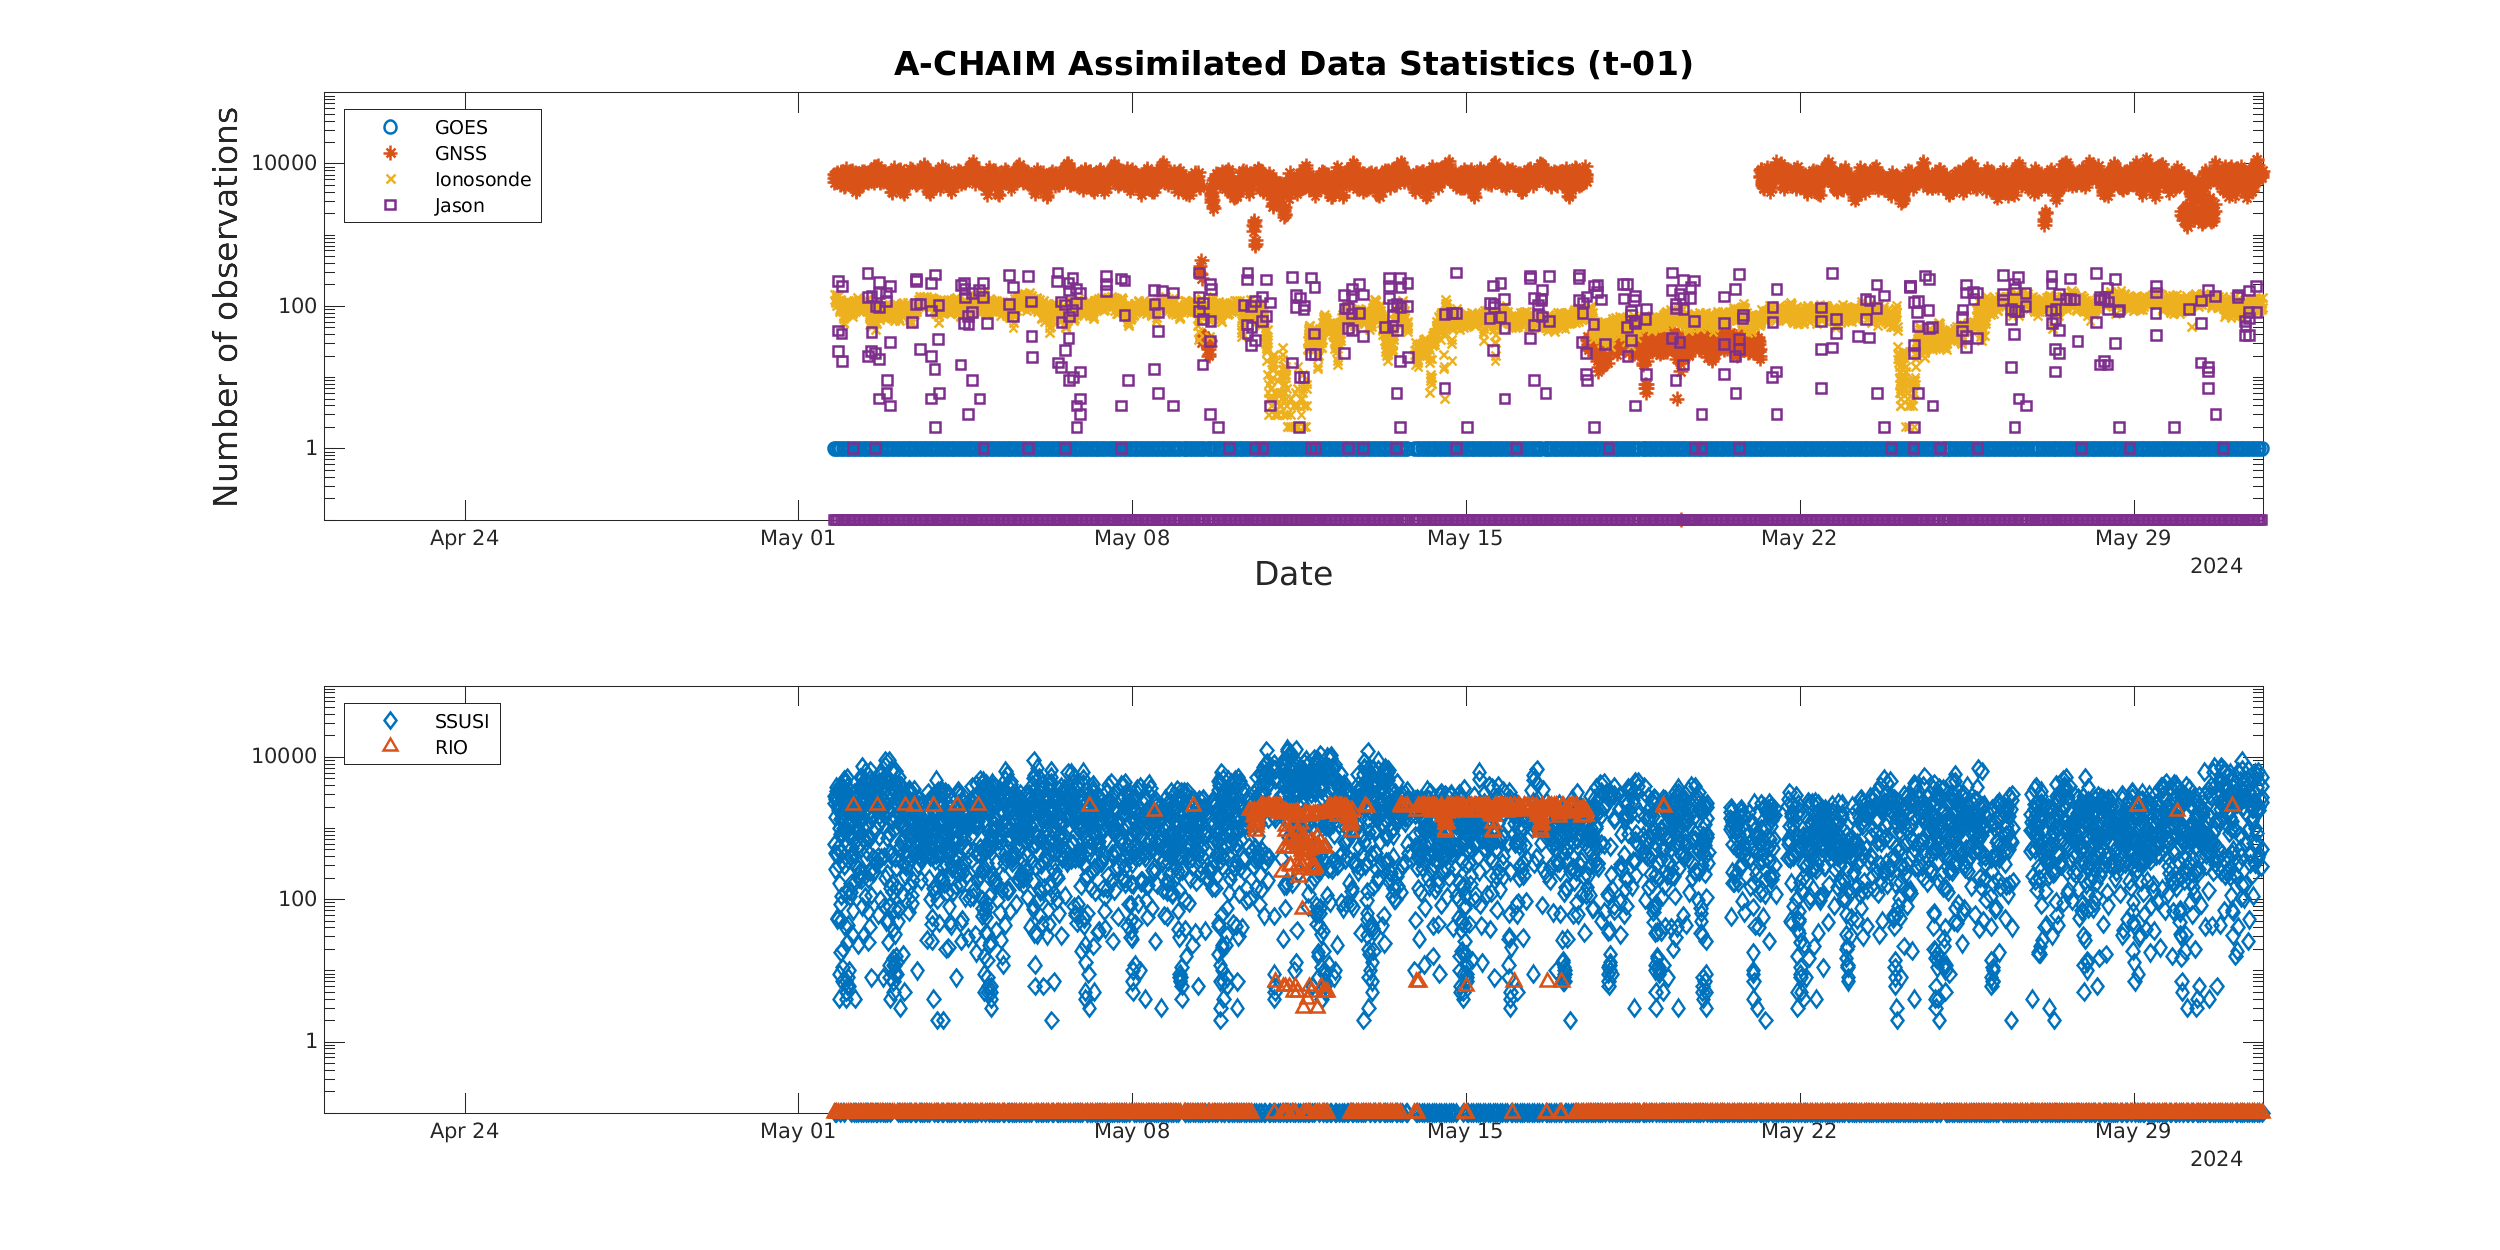 A-CHAIM Assimilated Data Statistics (t-01)
Number of observations
GOES
GNSS
Ionosonde
Jason
10000
100
1
Apr 24
May 01
May 08
May 15
May 22
May 29
2024
Date
SSUSI
RIO
10000
100
1
Apr 24
May 01
May 08
May 15
May 22
May 29
2024